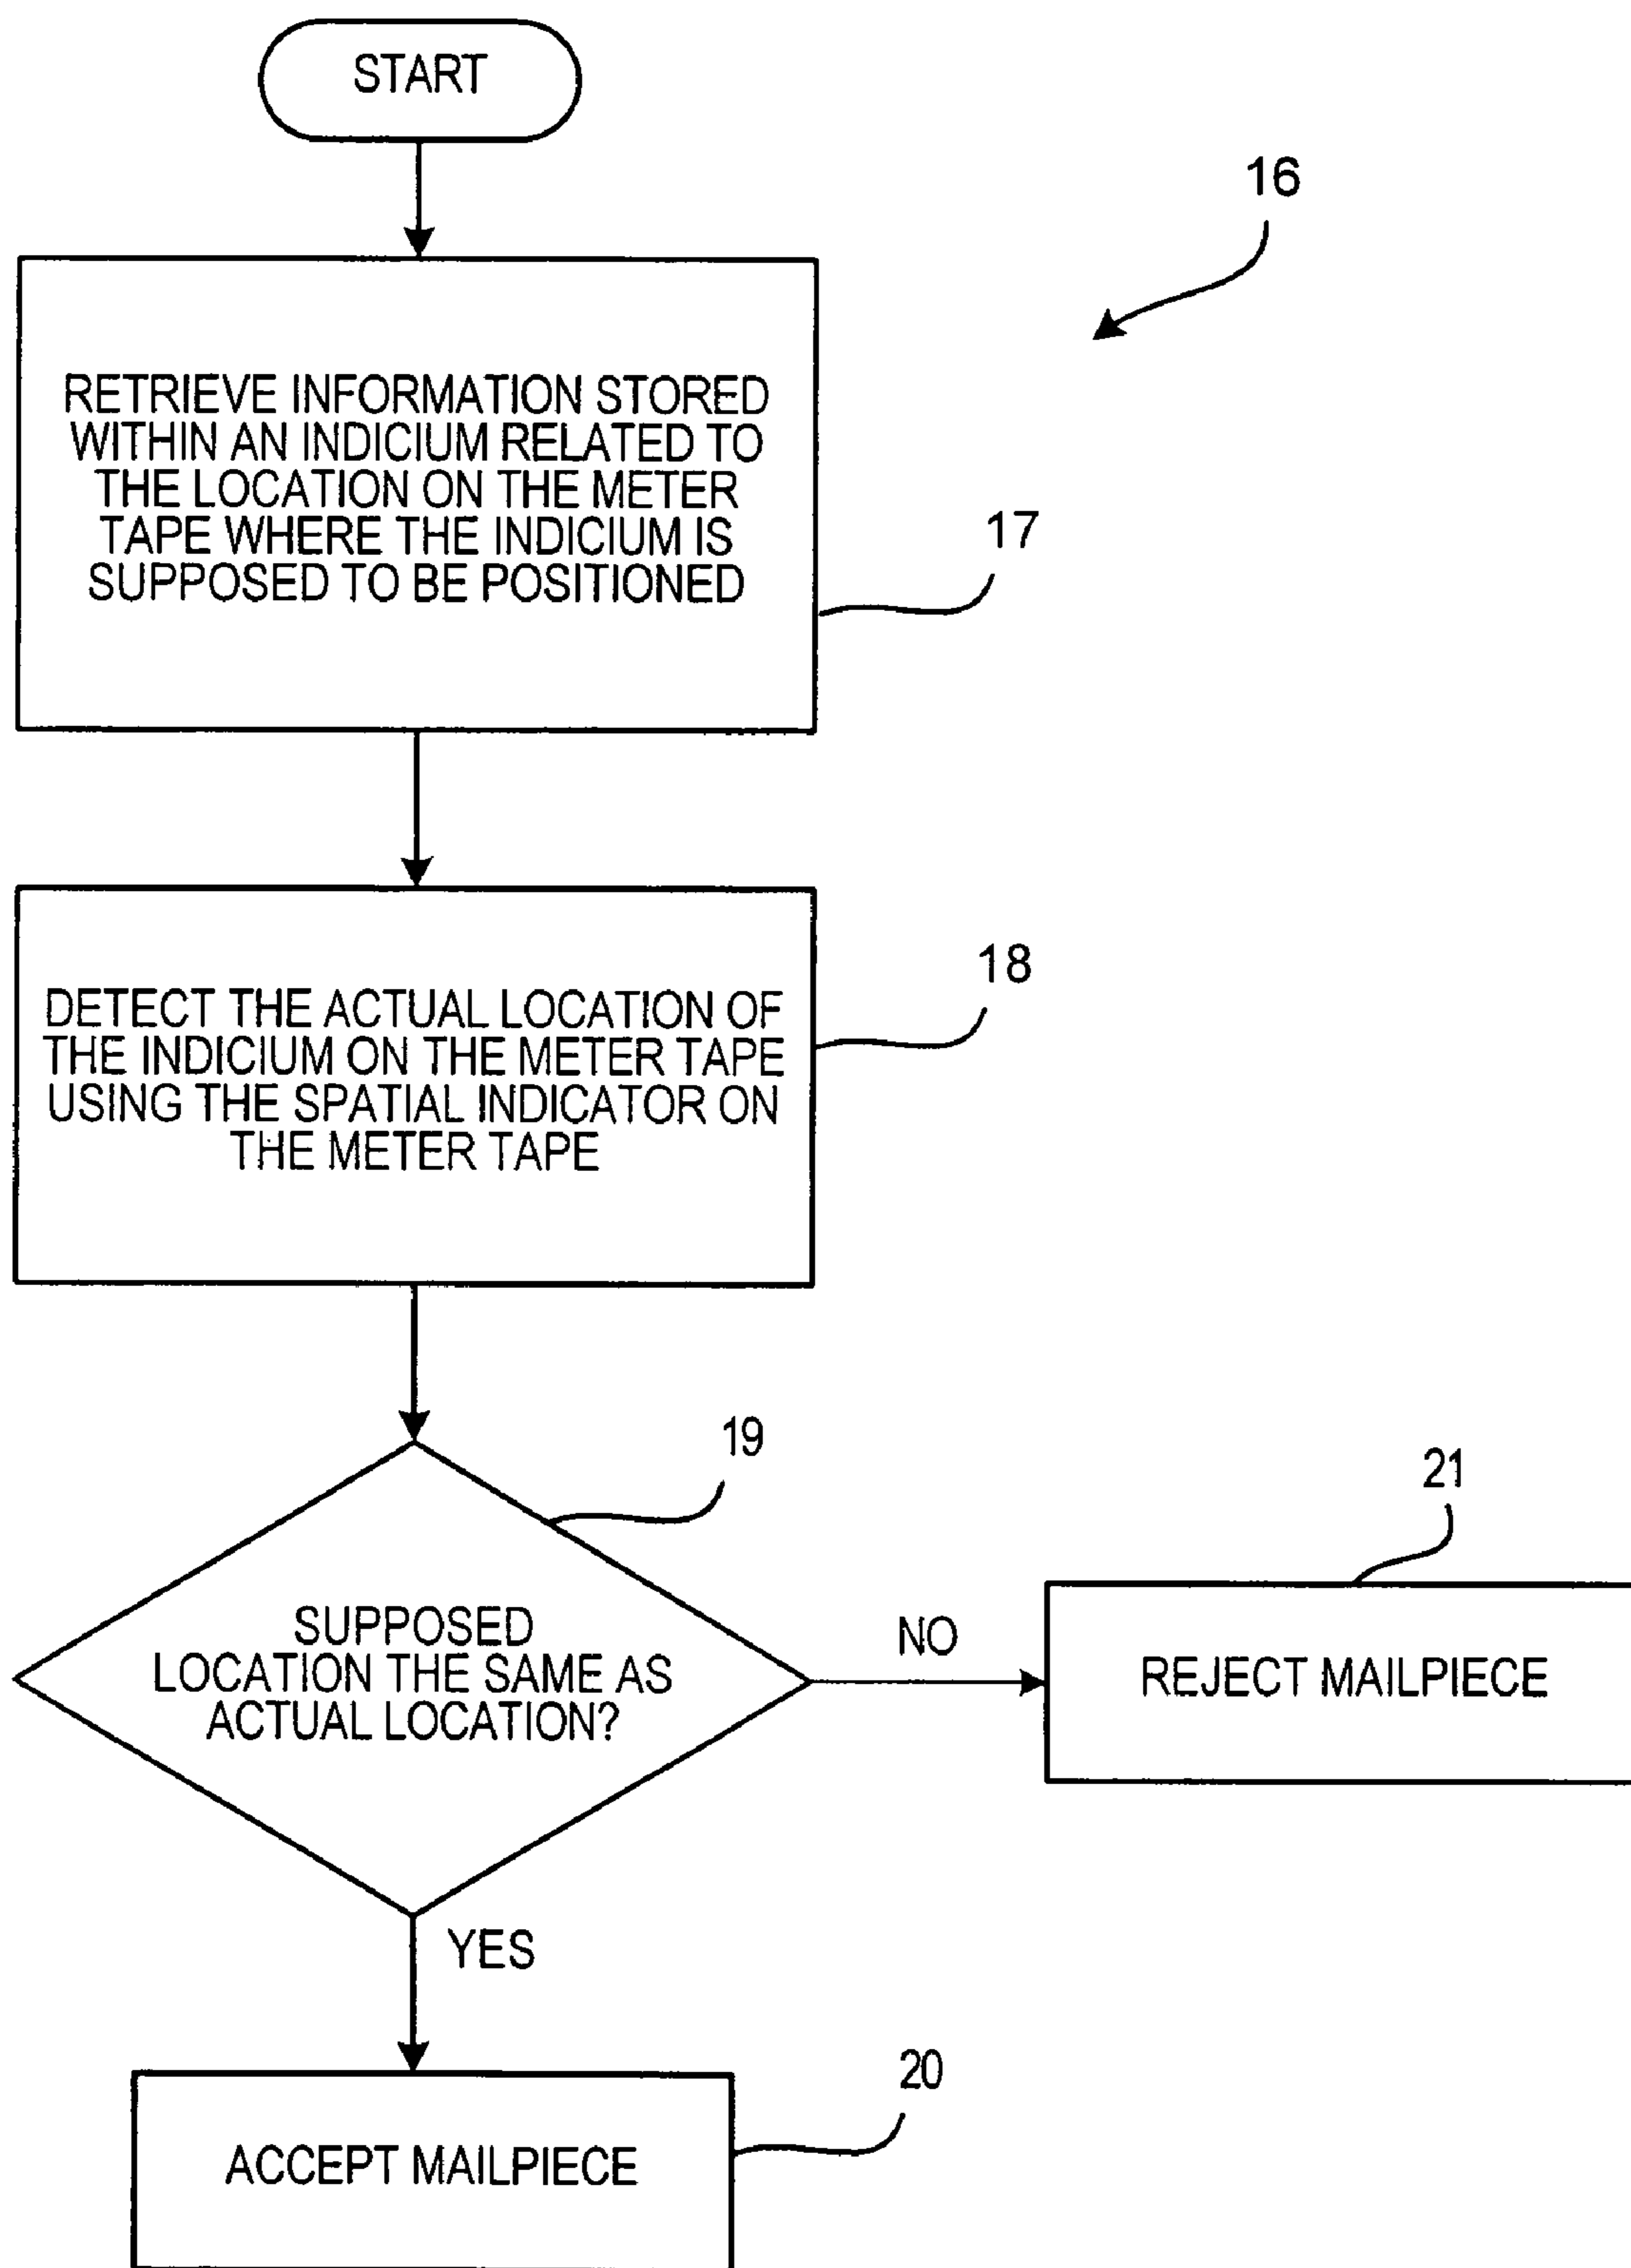 START
16
RETRIEVE INFORMATION STORED
WITHIN AN INDICIUM RELATED TO
THE LOCATION ON THE METER
TAPE WHERE THE INDICIUM IS
SUPPOSED TO BE POSITIONED
17
DETECT THE ACTUAL LOCATION OF
THE INDICIUM ON THE METER TAPE
USING THE SPATIAL INDICATOR ON
THE METER TAPE
18
19
SUPPOSED
LOCATION THE SAME AS
ACTUAL LOCATION?
NO
21
REJECT MAILPIECE
YES
20
ACCEPT MAILPIECE